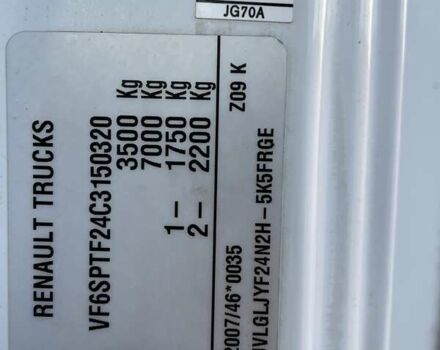 JG70A
RENAULT TRUCKS
VF6SPTF24C3150320
3500 Kg
7000 Kg
1- 1750 Kg
2- 2200 Kg
Z09 K
2007/46*0035
VLGLJYF24N2H-5K5FRGE